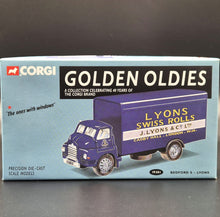 CORGI
GOLDEN OLDIES
A COLLECTION CELEBRATING 40 YEARS OF
THE CORGI BRAND
"The ones with windows"
LYONS
SWISS ROLLS
J. LYONS & Co LTD
PRECISION DIE-CAST
SCALE MODELS
19601
BEDFORD S - LYONS